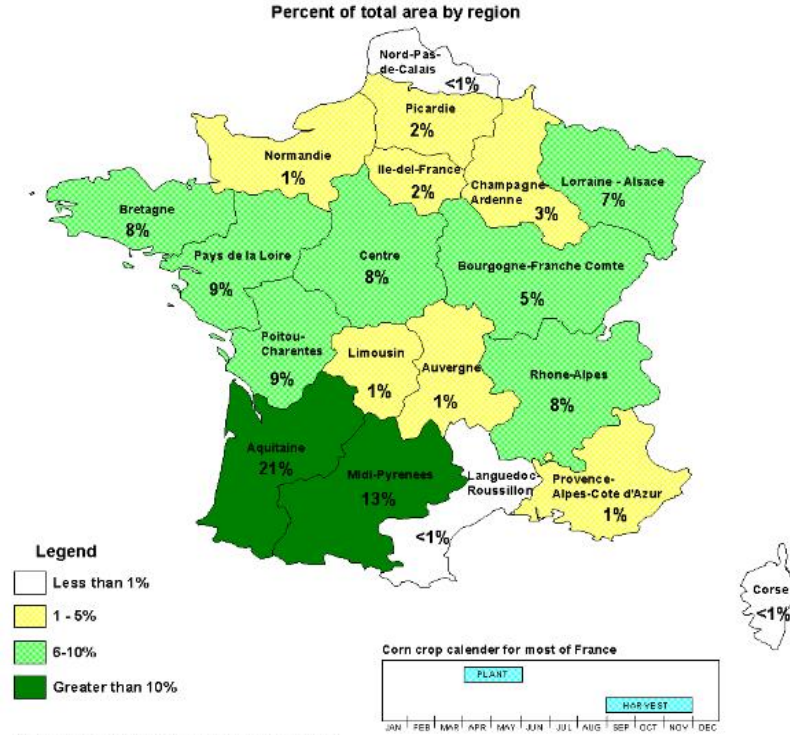 Percent of total area by region
Nord-Pas-
de-Calais
<1%
Picardie
2%
Normandie
1%
Ile-del-France
2%
Champagne-
Ardenne
3%
Lorraine - Alsace
7%
Bretagne
8%
Pays de la Loire
9%
Centre
8%
Bourgogne-Franche Comte
5%
Poitou-
Charentes
9%
Limousin
1%
Auvergne
1%
Rhone-Alpes
8%
Aquitaine
21%
Midi-Pyrenees
13%
Languedoc-
Roussillon
<1%
Provence-
Alpes-Cote d'Azur
1%
Corse
<1%
Legend
Less than 1%
1 - 5%
6-10%
Greater than 10%
Corn crop calender for most of France
PLANT
HARVEST
JAN FEB MAR APR MAY JUN JUL AUG SEP OCT NOV DEC